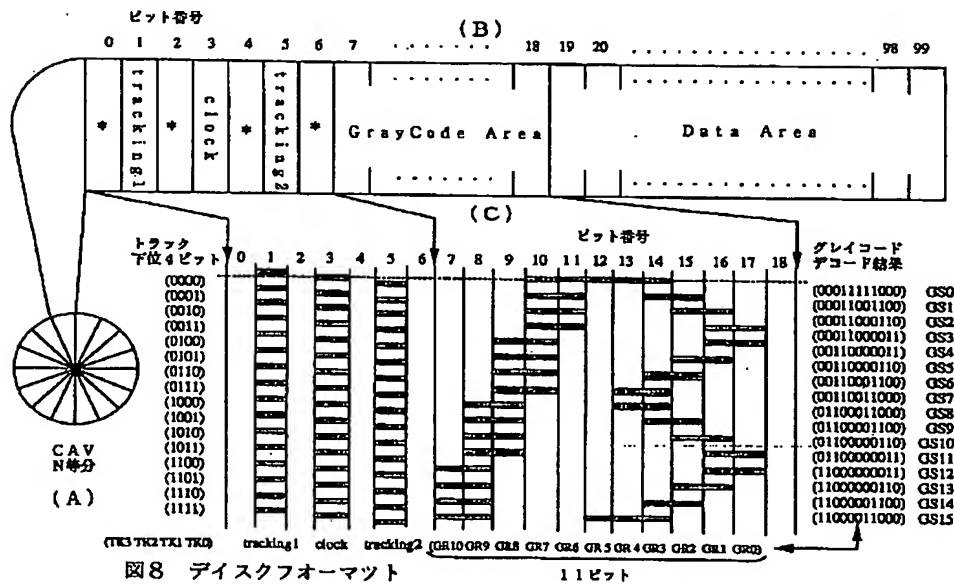 ビット番号
(B)
0 1 2 3 4 5 6 7 ・・・・・・・・ 18 19 20 ・・・・・・・・ 98 99
* tracking1 * clock * tracking2 * GrayCode Area Data Area
(C)
ビット番号
トラック
下位4ビット
0 1 2 3 4 5 6 7 8 9 10 11 12 13 14 15 16 17 18
グレイコード
デコード結果
(0000) (00011111000) GS0
(0001) (00011001100) GS1
(0010) (00011000110) GS2
(0011) (00011000011) GS3
(0100) (00110000011) GS4
(0101) (00110000110) GS5
(0110) (00110001100) GS6
(0111) (00110011000) GS7
(1000) (01100011000) GS8
(1001) (01100001100) GS9
(1010) (01100000110) GS10
(1011) (01100000011) GS11
(1100) (11000000011) GS12
(1101) (11000000110) GS13
(1110) (11000001100) GS14
(1111) (11000011000) GS15
CAV
N等分
(A)
(TK3 TK2 TK1 TK0) tracking1 clock tracking2 (GR10 GR9 GR8 GR7 GR6 GR5 GR4 GR3 GR2 GR1 GR0)
図8 デイスクフオーマツト
11ビット